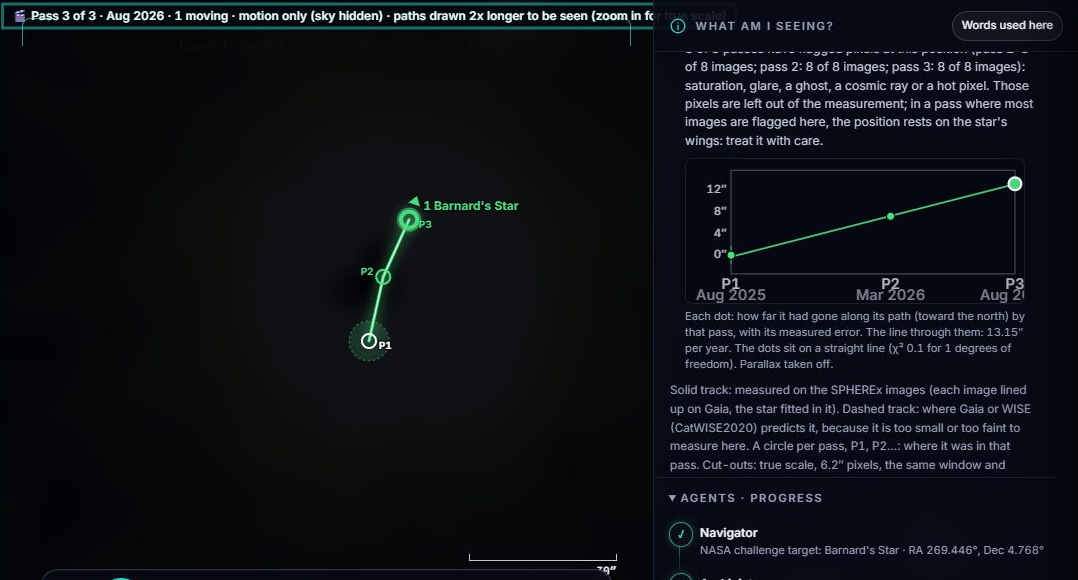 Pass 3 of 3 · Aug 2026 · 1 moving · motion only (sky hidden) · paths drawn 2x longer to be seen (zoom in for true scale)
1 Barnard's Star
P3
P2
P1
WHAT AM I SEEING?
Words used here
of 8 images; pass 2: 8 of 8 images; pass 3: 8 of 8 images):
saturation, glare, a ghost, a cosmic ray or a hot pixel. Those
pixels are left out of the measurement; in a pass where most
images are flagged here, the position rests on the star's
wings: treat it with care.
12″
8″
4″
0″
P1 P2 P3
Aug 2025 Mar 2026 Aug
Each dot: how far it had gone along its path (toward the north) by
that pass, with its measured error. The line through them: 13.15″
per year. The dots sit on a straight line (χ² 0.1 for 1 degrees of
freedom). Parallax taken off.
Solid track: measured on the SPHEREx images (each image lined
up on Gaia, the star fitted in it). Dashed track: where Gaia or WISE
(CatWISE2020) predicts it, because it is too small or too faint to
measure here. A circle per pass, P1, P2...: where it was in that
pass. Cut-outs: true scale, 6.2″ pixels, the same window and
▼ AGENTS · PROGRESS
Navigator
NASA challenge target: Barnard's Star · RA 269.446°, Dec 4.768°